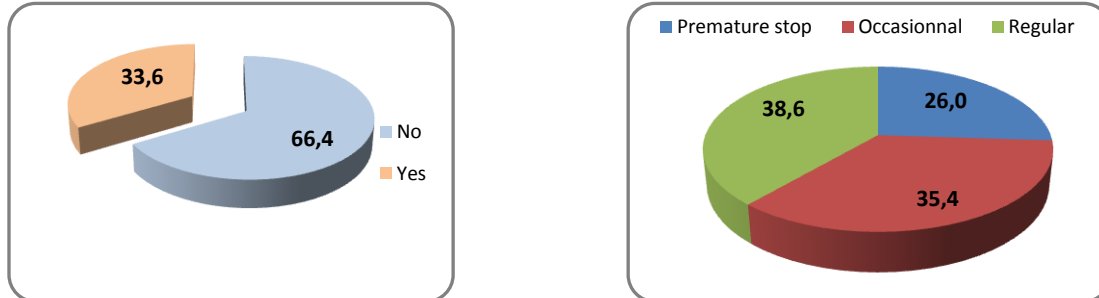 33,6
66,4
No
Yes
Premature stop Occasionnal Regular
38,6
26,0
35,4